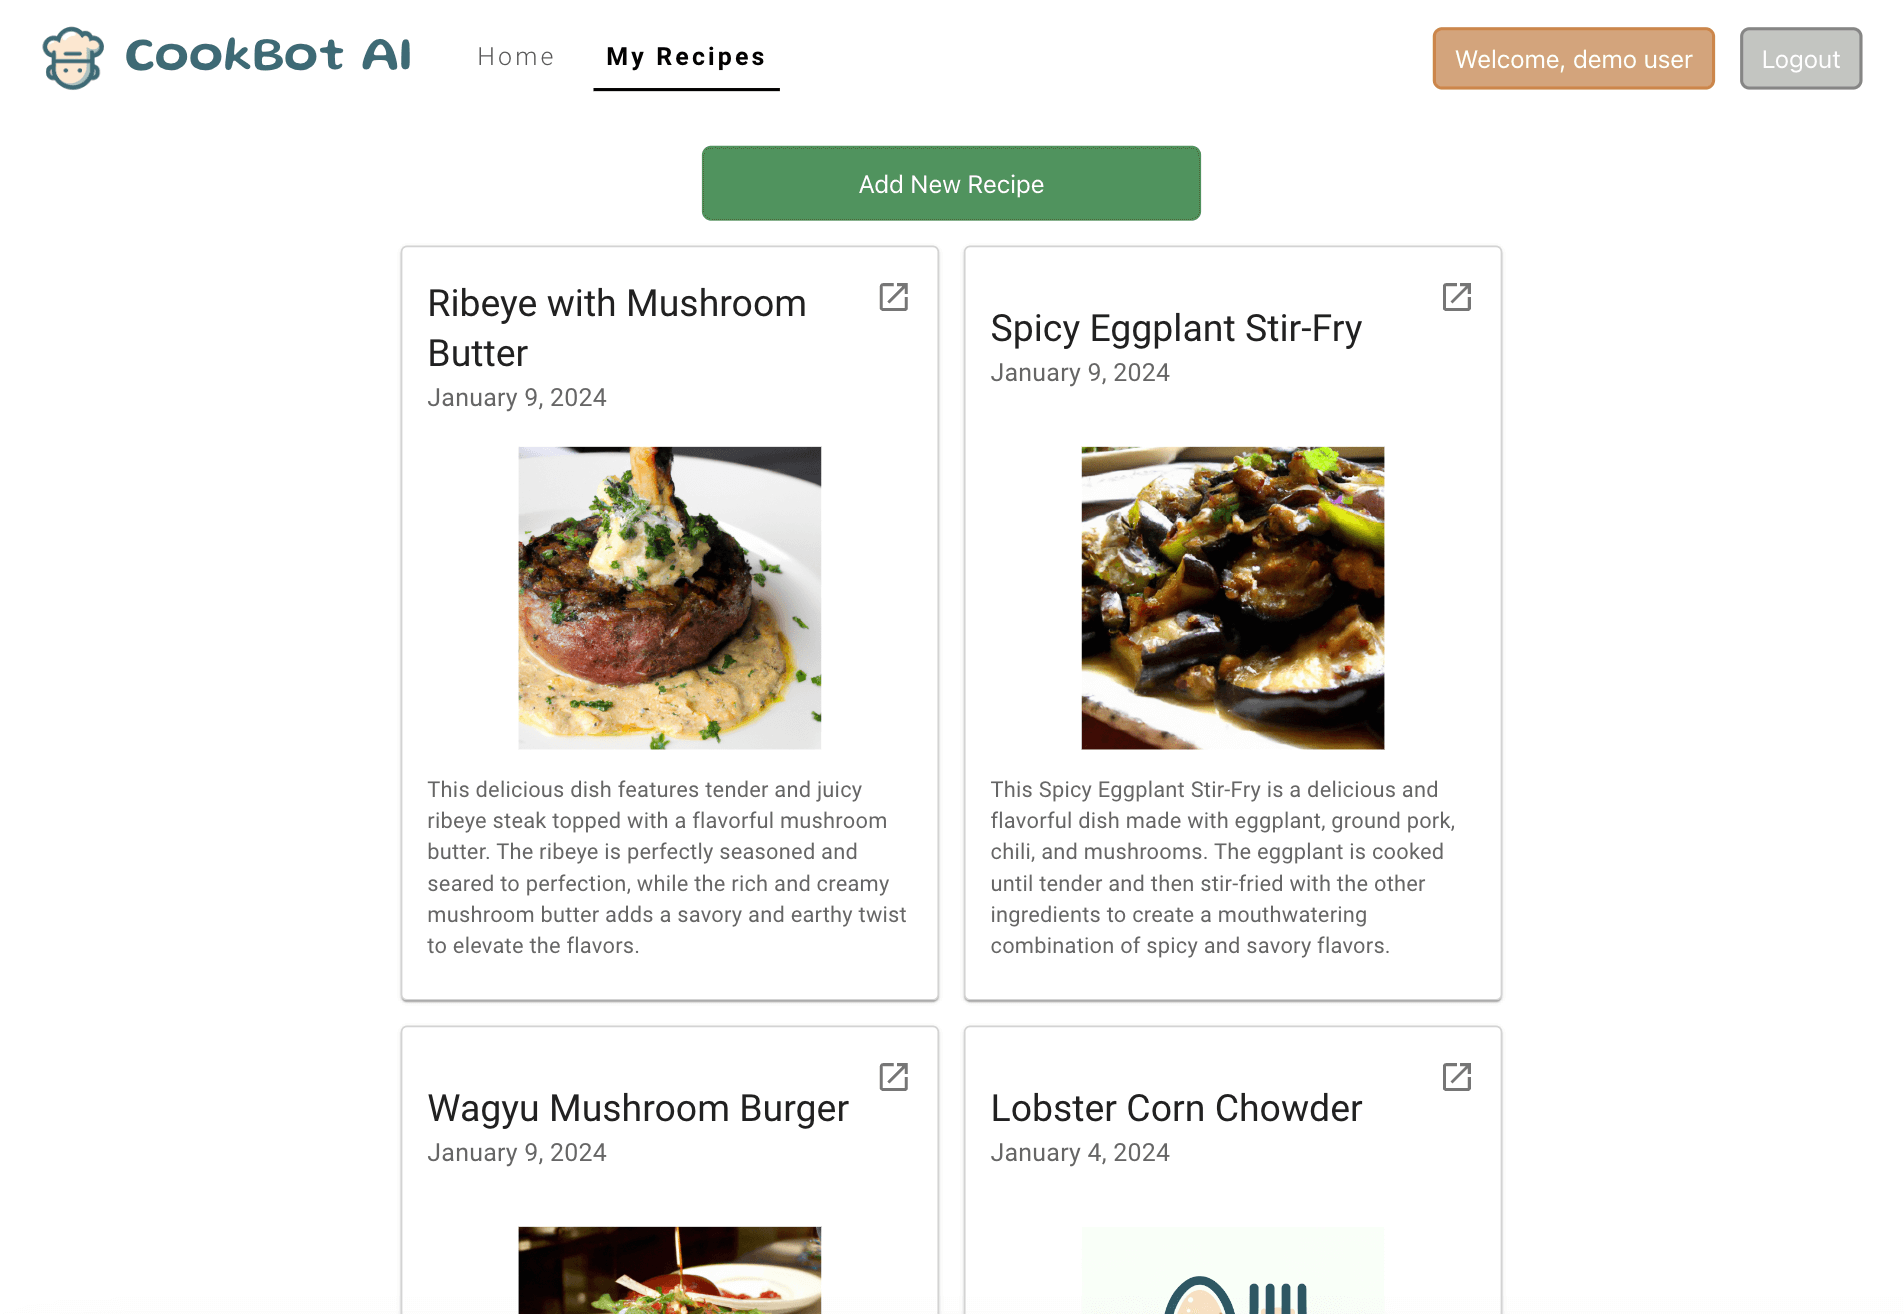 CookBot AI
Home
My Recipes
Welcome, demo user
Logout
Add New Recipe
Ribeye with Mushroom
Butter
January 9, 2024
This delicious dish features tender and juicy
ribeye steak topped with a flavorful mushroom
butter. The ribeye is perfectly seasoned and
seared to perfection, while the rich and creamy
mushroom butter adds a savory and earthy twist
to elevate the flavors.
Spicy Eggplant Stir-Fry
January 9, 2024
This Spicy Eggplant Stir-Fry is a delicious and
flavorful dish made with eggplant, ground pork,
chili, and mushrooms. The eggplant is cooked
until tender and then stir-fried with the other
ingredients to create a mouthwatering
combination of spicy and savory flavors.
Wagyu Mushroom Burger
January 9, 2024
Lobster Corn Chowder
January 4, 2024